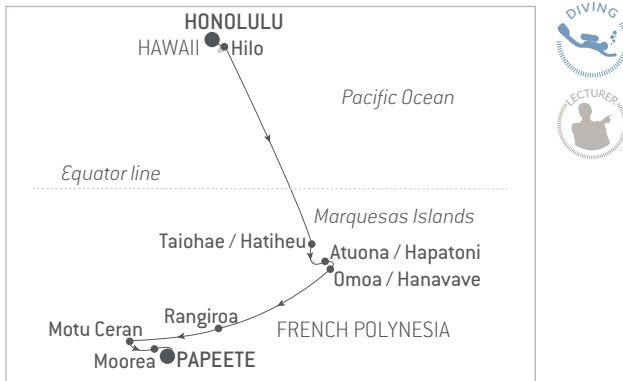 HONOLULU
HAWAII
Hilo
Pacific Ocean
Equator line
Marquesas Islands
Taiohae / Hatiheu
Atuona / Hapatoni
Omoa / Hanavave
Rangiroa
FRENCH POLYNESIA
Motu Ceran
Moorea
PAPEETE
DIVING
LECTURER